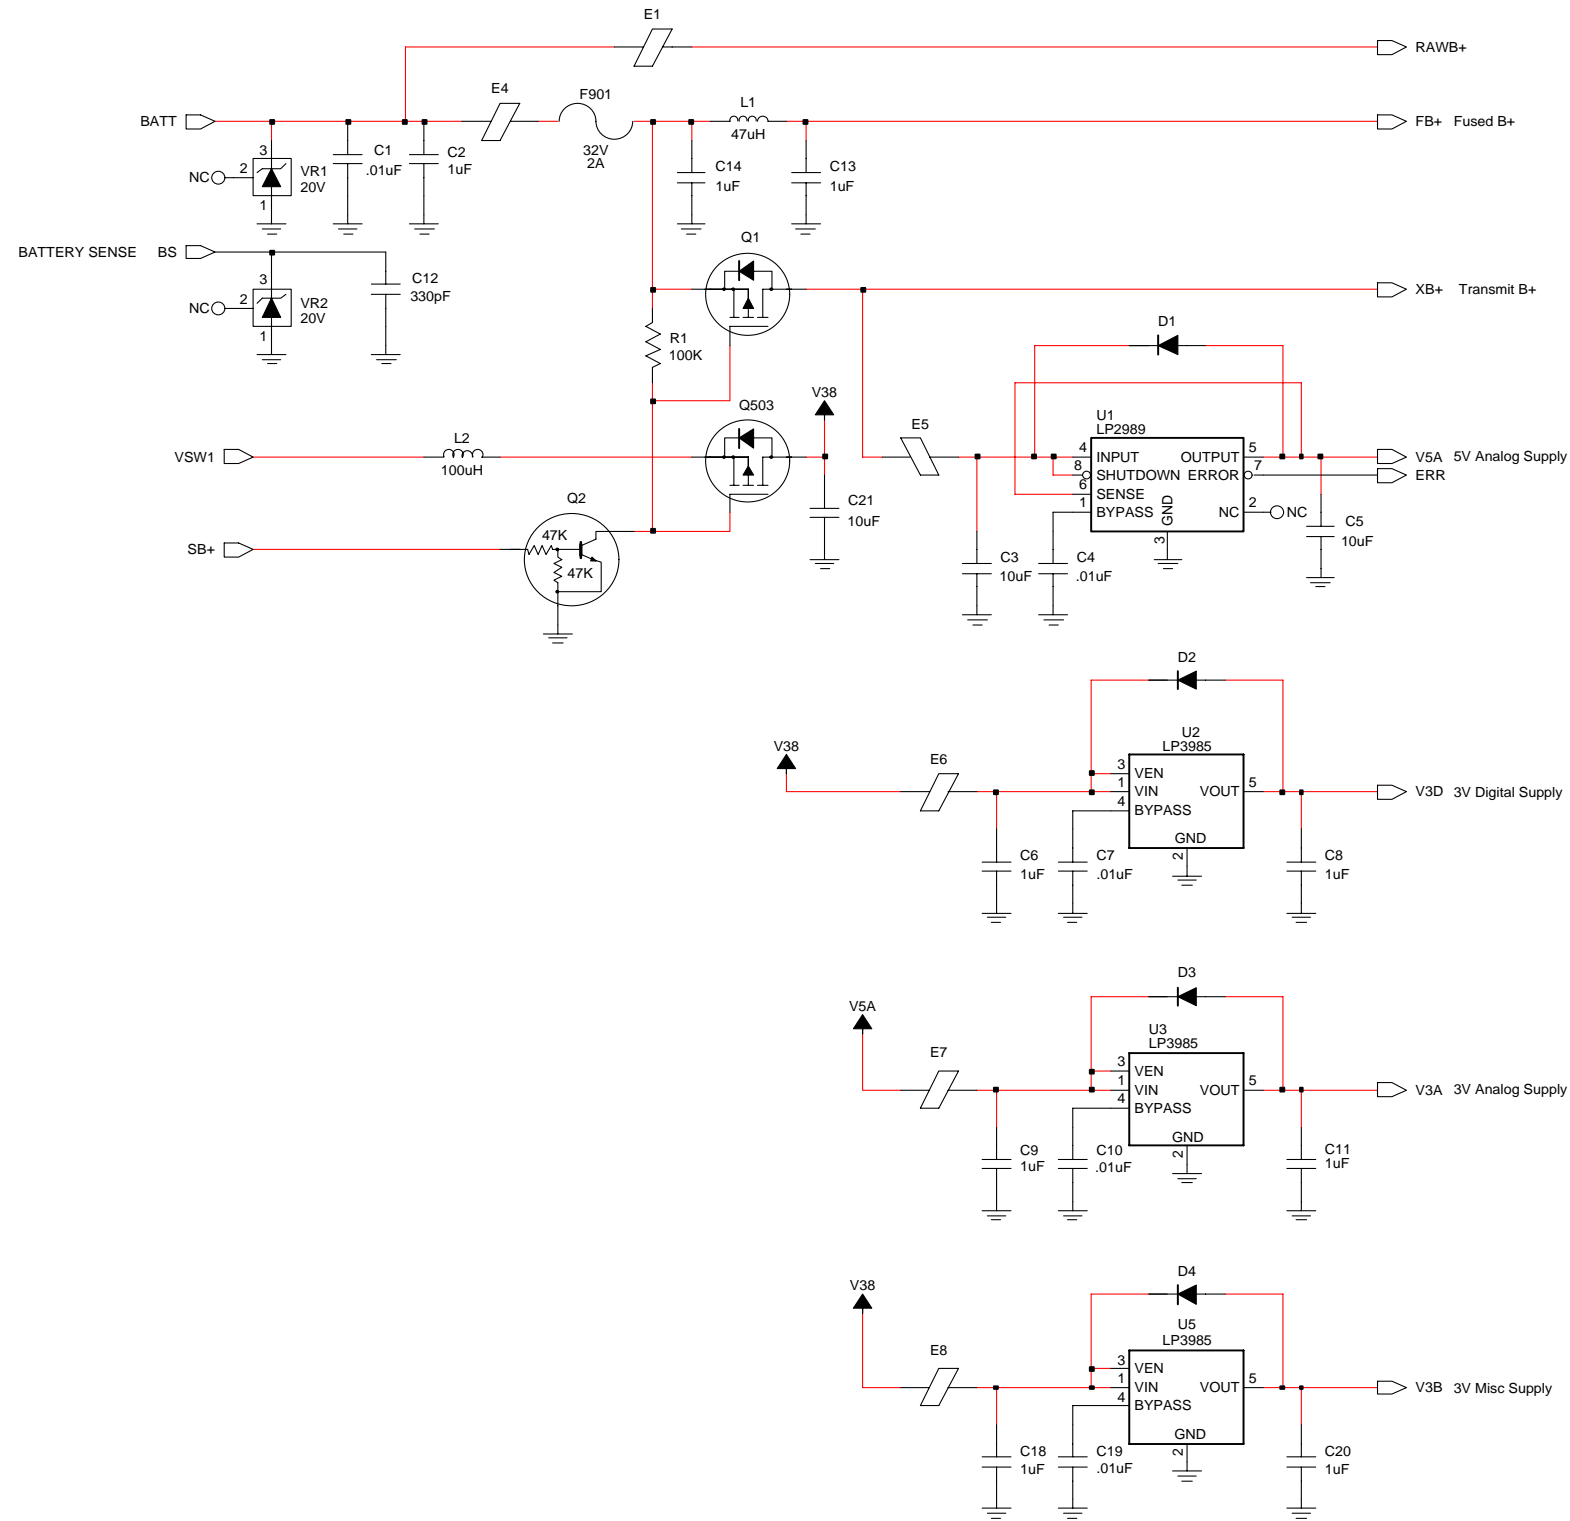 E1
RAWB+
E4
F901
L1
BATT
47uH
FB+ Fused B+
32V
2A
3
2
1
NC
VR1
20V
C1
.01uF
C2
1uF
C14
1uF
C13
1uF
BATTERY SENSE BS
3
2
1
NC
VR2
20V
C12
330pF
Q1
XB+ Transmit B+
R1
100K
D1
Q503
V38
E5
U1
LP2989
VSW1
L2
100uH
4 INPUT OUTPUT 5
8 SHUTDOWN ERROR 7
6 SENSE
1 BYPASS NC 2 NC
GND
3
V5A 5V Analog Supply
ERR
C21
10uF
C5
10uF
Q2
SB+
47K
47K
C3
10uF
C4
.01uF
D2
U2
LP3985
V38
E6
3 VEN
1 VIN VOUT 5
4 BYPASS
GND
2
V3D 3V Digital Supply
C6
1uF
C7
.01uF
C8
1uF
D3
V5A
U3
LP3985
E7
3 VEN
1 VIN VOUT 5
4 BYPASS
GND
2
V3A 3V Analog Supply
C9
1uF
C10
.01uF
C11
1uF
D4
V38
U5
LP3985
E8
3 VEN
1 VIN VOUT 5
4 BYPASS
GND
2
V3B 3V Misc Supply
C18
1uF
C19
.01uF
C20
1uF